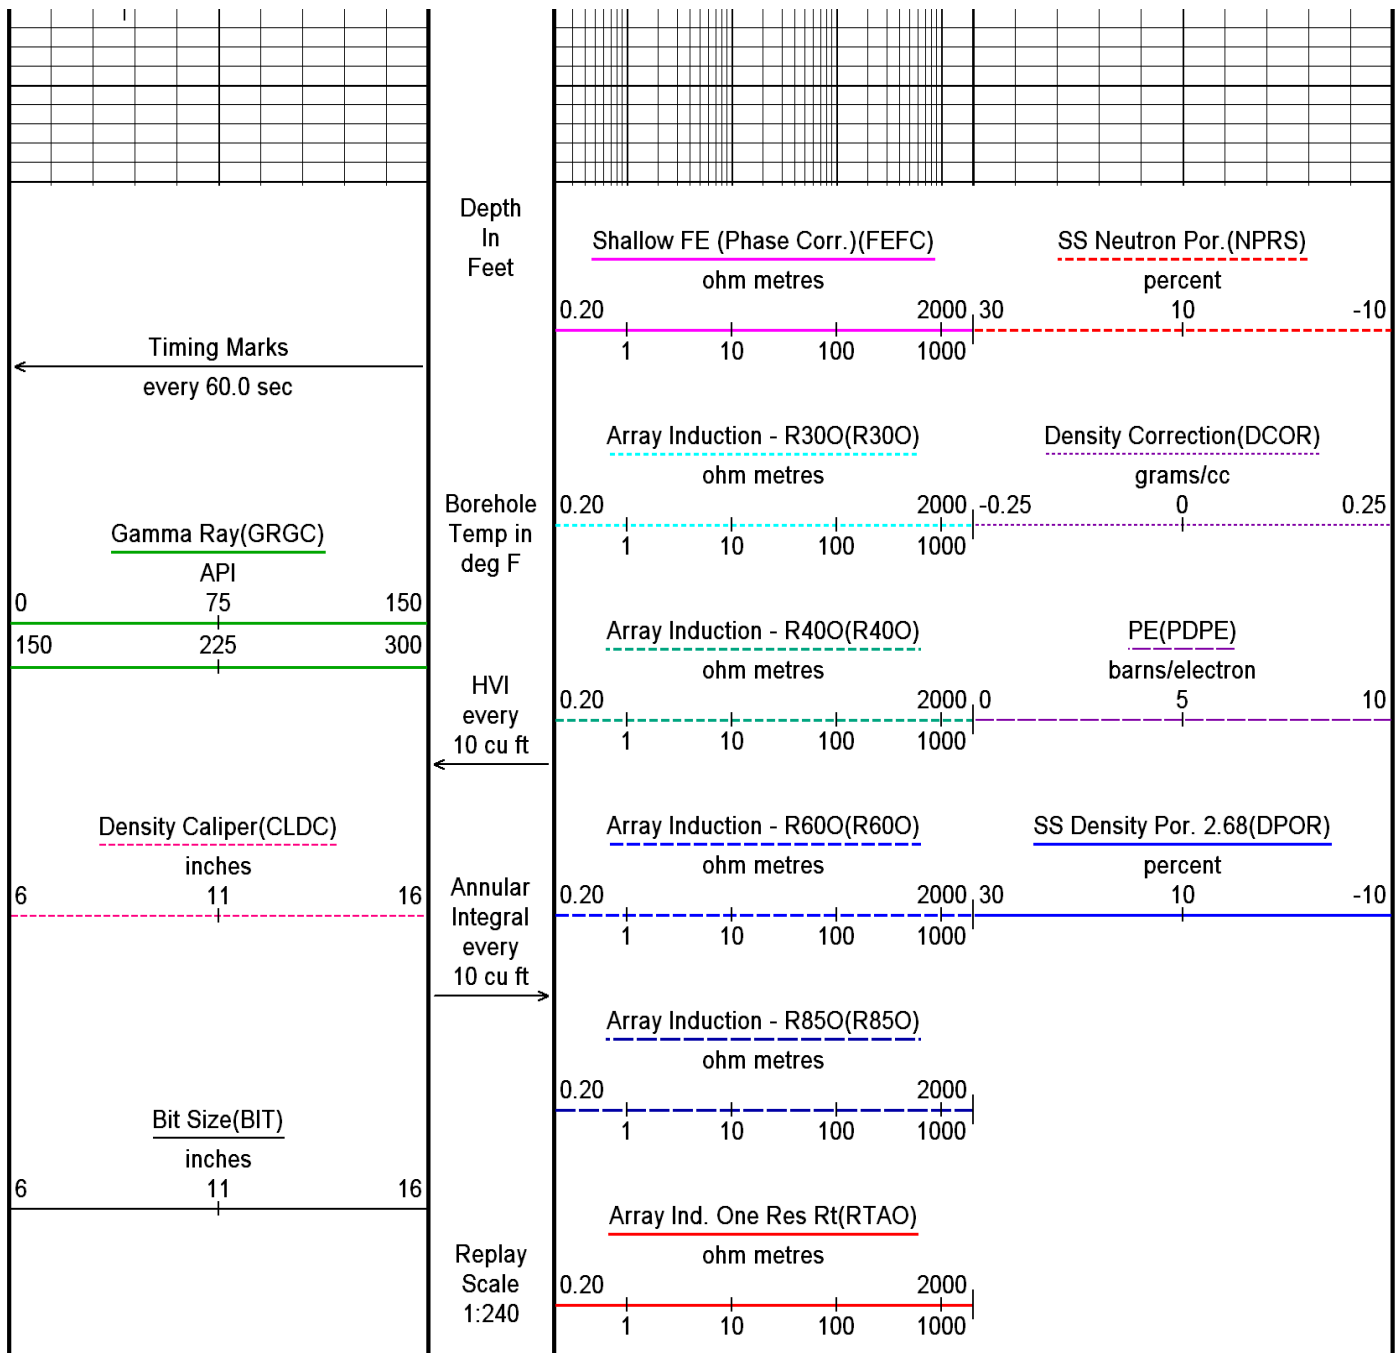 Depth
In
Feet
Timing Marks
every 60.0 sec
Borehole
Temp in
deg F
Gamma Ray(GRGC)
API
0 75 150
150 225 300
HVI
every
10 cu ft
Density Caliper(CLDC)
inches
6 11 16
Annular
Integral
every
10 cu ft
Bit Size(BIT)
inches
6 11 16
Replay
Scale
1:240
Shallow FE (Phase Corr.)(FEFC)
ohm metres
0.20 2000
1 10 100 1000
Array Induction - R30O(R30O)
ohm metres
0.20 2000
1 10 100 1000
Array Induction - R40O(R40O)
ohm metres
0.20 2000
1 10 100 1000
Array Induction - R60O(R60O)
ohm metres
0.20 2000
1 10 100 1000
Array Induction - R85O(R85O)
ohm metres
0.20 2000
1 10 100 1000
Array Ind. One Res Rt(RTAO)
ohm metres
0.20 2000
1 10 100 1000
SS Neutron Por.(NPRS)
percent
30 10 -10
Density Correction(DCOR)
grams/cc
-0.25 0 0.25
PE(PDPE)
barns/electron
0 5 10
SS Density Por. 2.68(DPOR)
percent
30 10 -10